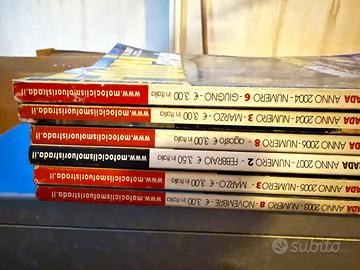 ADA ANNO 2004 - NUMERO 6 - GIUGNO - € 3,00 in Italia www.motociclismofuoristrada.it
ADA ANNO 2004 - NUMERO 3 - MARZO - € 3,00 in Italia www.motociclismofuoristrada.it
ADA ANNO 2006 - NUMERO 8 - agosto € 3,00 in Italia www.motociclismofuoristrada.it
ADA ANNO 2007 - NUMERO 2 - FEBBRAIO € 3,50 in Italia www.motociclismofuoristrada.it
ADA ANNO 2005 - NUMERO 3 - MARZO - € 3,00 in Italia www.motociclismofuoristrada.it
ADA ANNO 2003 - NUMERO 8 - NOVEMBRE - € 3,00 in Italia www.motociclismofuoristrada.it
subito